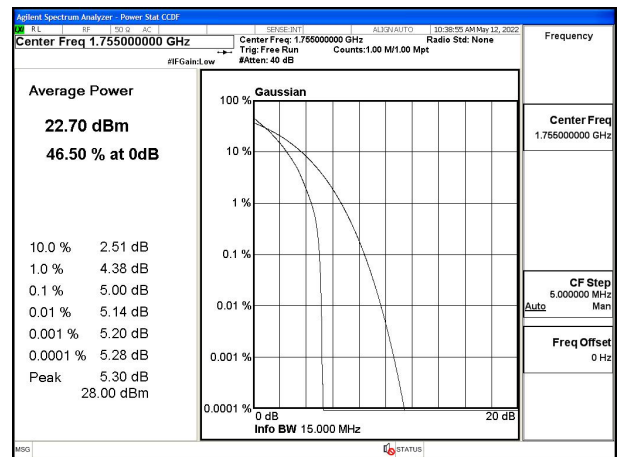 Agilent Spectrum Analyzer - Power Stat CCDF
RL RF 50 Ω AC SENSE:INT ALIGN AUTO 10:38:55 AM May 12, 2022
Center Freq 1.755000000 GHz
Center Freq: 1.755000000 GHz Radio Std: None
Trig: Free Run Counts:1.00 M/1.00 Mpt
#IFGain:Low #Atten: 40 dB
Frequency
Average Power
22.70 dBm
46.50 % at 0dB
10.0 % 2.51 dB
1.0 % 4.38 dB
0.1 % 5.00 dB
0.01 % 5.14 dB
0.001 % 5.20 dB
0.0001 % 5.28 dB
Peak 5.30 dB
28.00 dBm
Gaussian
100 %
10 %
1 %
0.1 %
0.01 %
0.001 %
0.0001 %
0 dB 20 dB
Info BW 15.000 MHz
Center Freq
1.755000000 GHz
CF Step
5.000000 MHz
Auto Man
Freq Offset
0 Hz
MSG STATUS